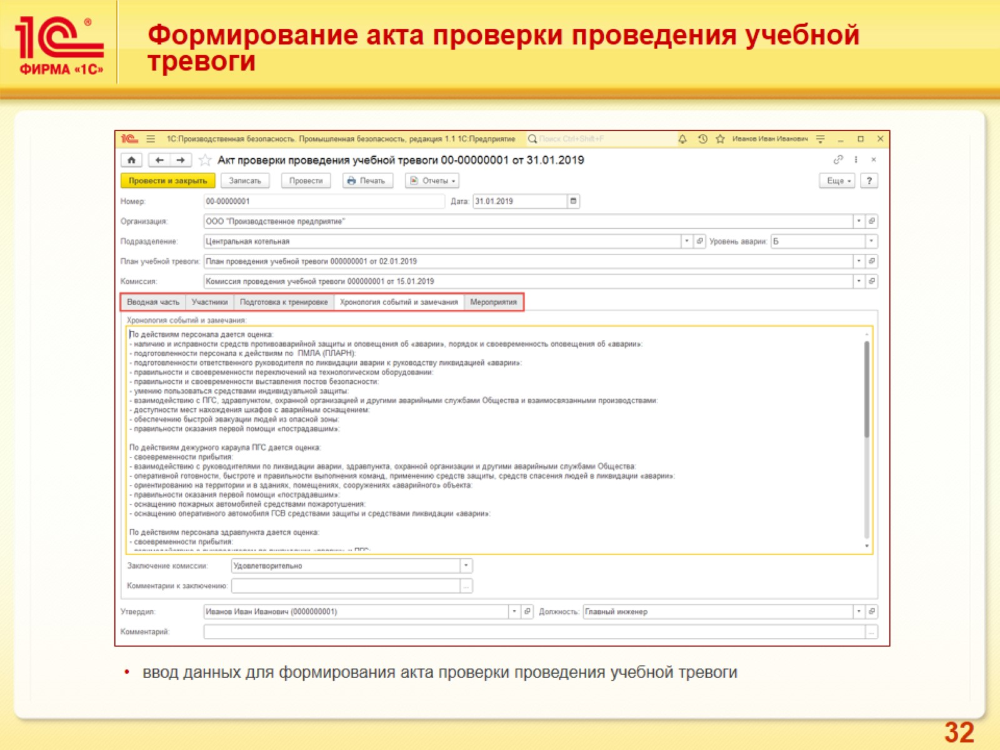 1С®
ФИРМА «1С»
Формирование акта проверки проведения учебной
тревоги
1С:Производственная безопасность. Промышленная безопасность, редакция 1.1 1С:Предприятие
Поиск Ctrl+Shift+F
Иванов Иван Иванович
Акт проверки проведения учебной тревоги 00-00000001 от 31.01.2019
Провести и закрыть Записать Провести Печать Отчеты Еще ?
Номер: 00-00000001 Дата: 31.01.2019
Организация: ООО "Производственное предприятие"
Подразделение: Центральная котельная Уровень аварии: Б
План учебной тревоги: План проведения учебной тревоги 000000001 от 02.01.2019
Комиссия: Комиссия проведения учебной тревоги 000000001 от 15.01.2019
Вводная часть Участники Подготовка к тренировке Хронология событий и замечания Мероприятия
Хронология событий и замечания:
По действиям персонала дается оценка:
- наличию и исправности средств противоаварийной защиты и оповещения об «аварии», порядок и своевременность оповещения об «аварии»:
- подготовленности персонала к действиям по ПМЛА (ПЛАРН):
- подготовленности ответственного руководителя по ликвидации аварии к руководству ликвидацией «аварии»:
- правильности и своевременности переключений на технологическом оборудовании:
- правильности и своевременности выставления постов безопасности:
- умению пользоваться средствами индивидуальной защиты:
- взаимодействию с ПГС, здравпунктом, охранной организацией и другими аварийными службами Общества и взаимосвязанными производствами:
- доступности мест нахождения шкафов с аварийным оснащением:
- обеспечению быстрой эвакуации людей из опасной зоны:
- правильности оказания первой помощи «пострадавшим»:
По действиям дежурного караула ПГС дается оценка:
- своевременности прибытия:
- взаимодействию с руководителями по ликвидации аварии, здравпункта, охранной организации и другими аварийными службами Общества:
- оперативной готовности, быстроте и правильности выполнения команд, применению средств защиты, средств спасения людей в ликвидации «аварии»:
- ориентированию на территории и в зданиях, помещениях, сооружениях «аварийного» объекта:
- правильности оказания первой помощи «пострадавшим»:
- оснащению пожарных автомобилей средствами пожаротушения:
- оснащению оперативного автомобиля ГСВ средствами защиты и средствами ликвидации «аварии»:
По действиям персонала здравпункта дается оценка:
- своевременности прибытия:
Заключение комиссии: Удовлетворительно
Комментарии к заключению:
Утвердил: Иванов Иван Иванович (0000000001) Должность: Главный инженер
Комментарий:
• ввод данных для формирования акта проверки проведения учебной тревоги
32